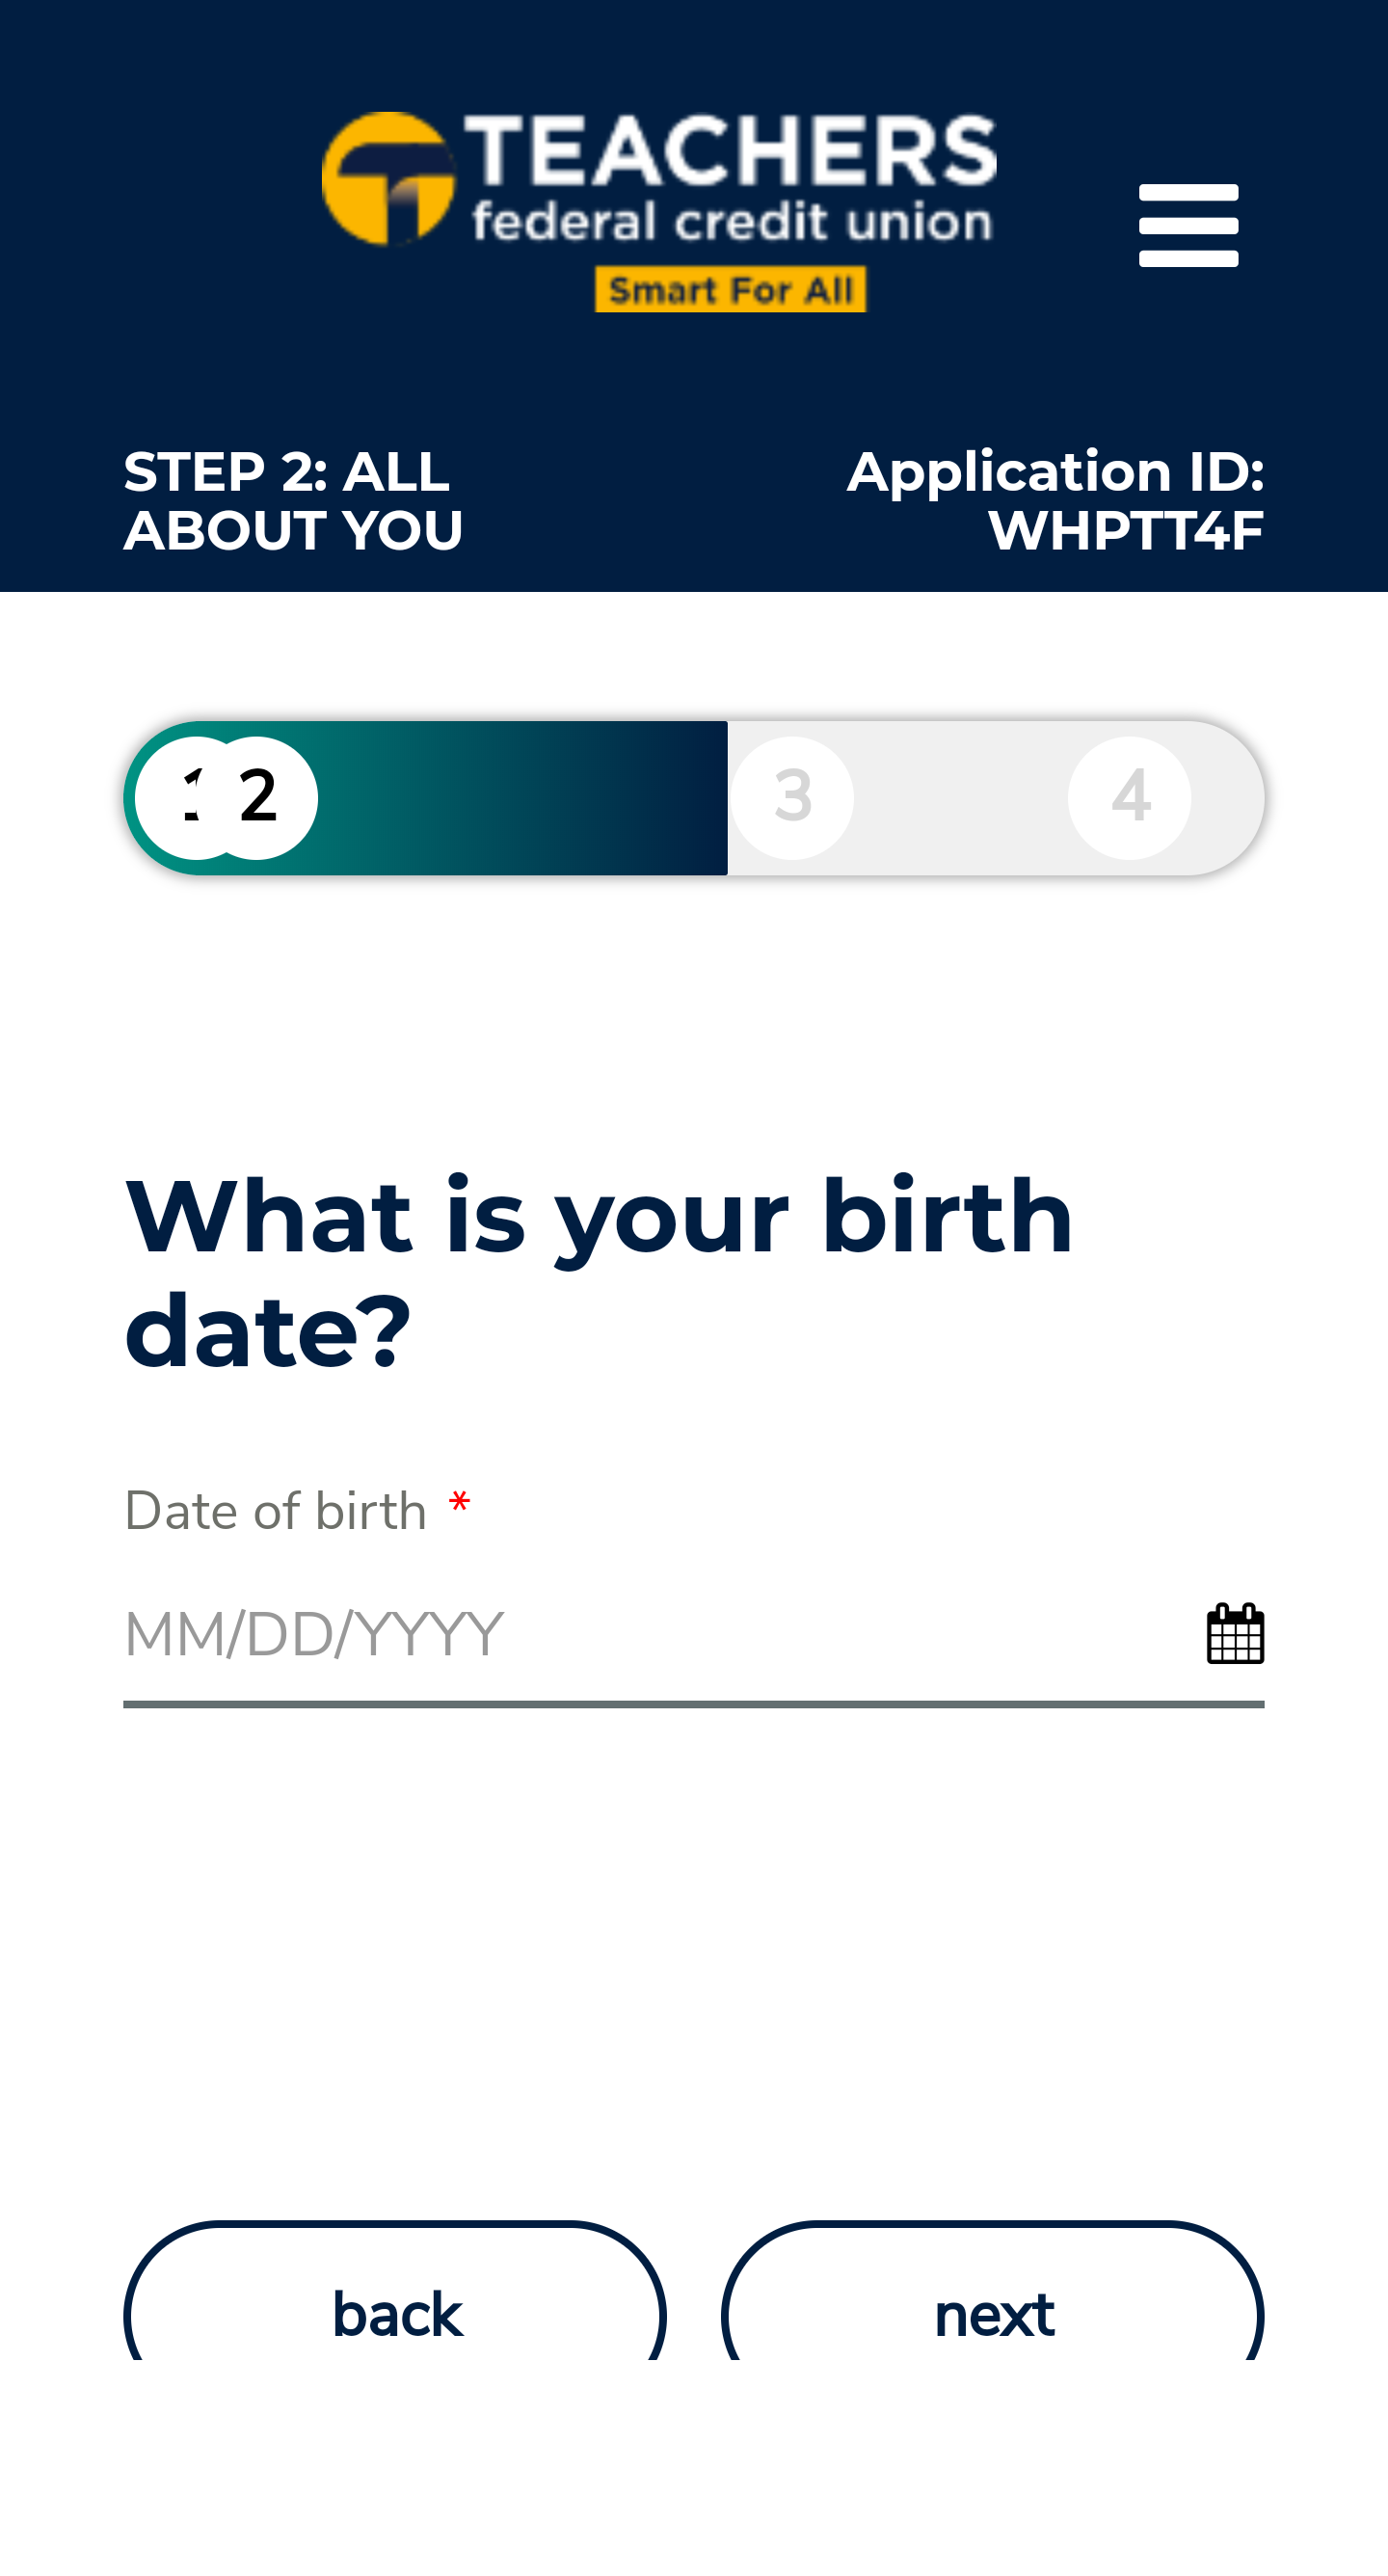 TEACHERS
federal credit union
Smart For All
STEP 2: ALL
ABOUT YOU
Application ID:
WHPTT4F
1 2 3 4
What is your birth
date?
Date of birth *
MM/DD/YYYY
back next